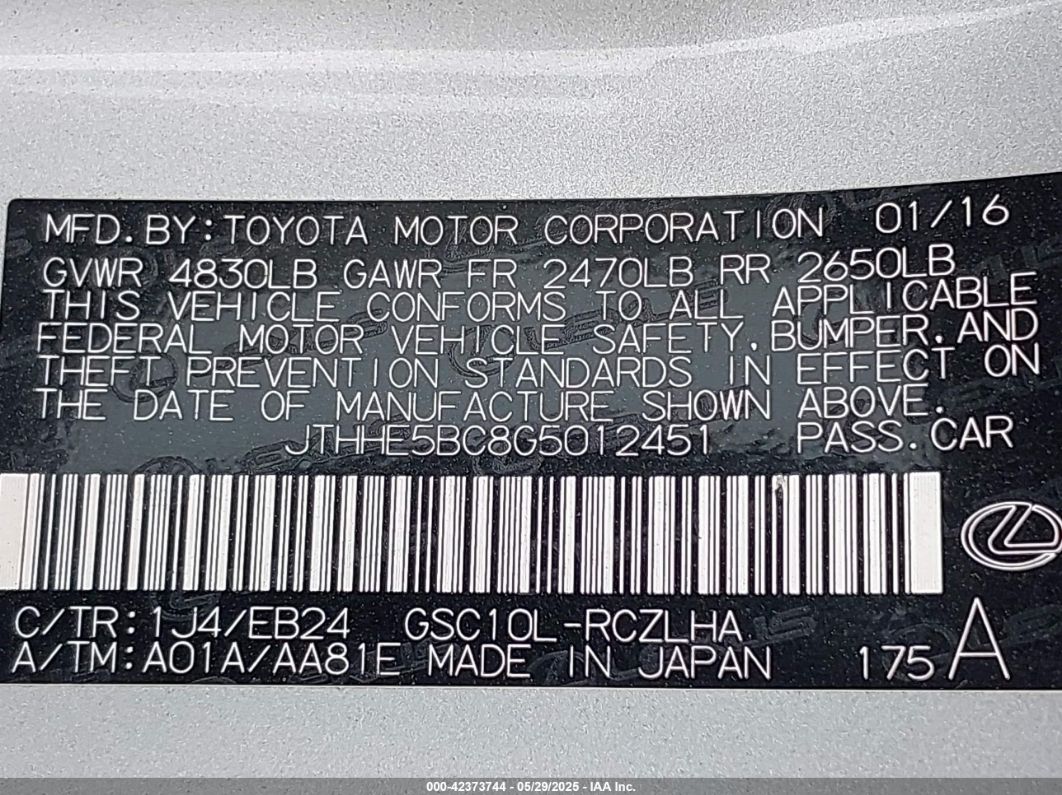 MFD. BY: TOYOTA MOTOR CORPORATION 01/16
GVWR 4830LB GAWR FR 2470LB RR 2650LB
THIS VEHICLE CONFORMS TO ALL APPLICABLE
FEDERAL MOTOR VEHICLE SAFETY, BUMPER, AND
THEFT PREVENTION STANDARDS IN EFFECT ON
THE DATE OF MANUFACTURE SHOWN ABOVE.
JTHHE5BC8G5012451 PASS. CAR
C/TR: 1J4/EB24 GSC10L-RCZLHA
A/TM: A01A/AA81E MADE IN JAPAN 175 A
000-42373744 - 05/29/2025 - IAA Inc.